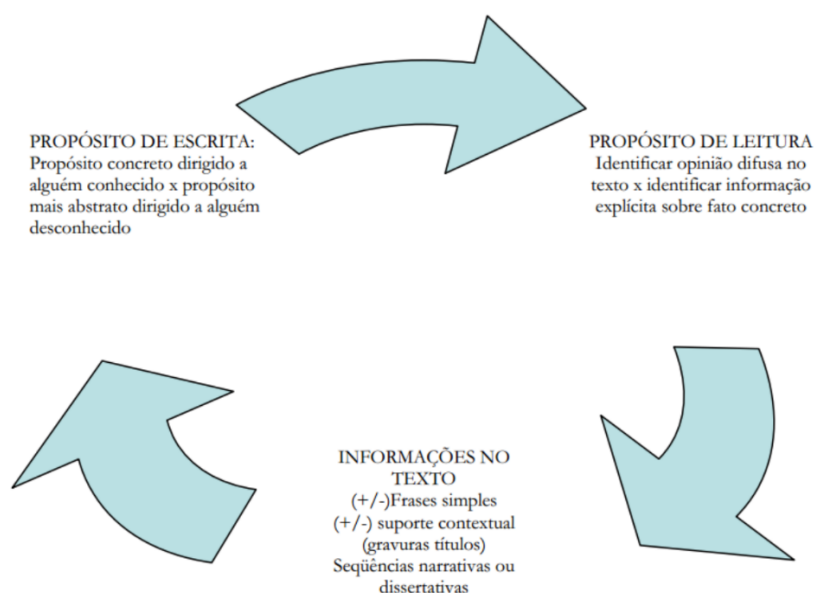 PROPÓSITO DE ESCRITA:
Propósito concreto dirigido a
alguém conhecido x propósito
mais abstrato dirigido a alguém
desconhecido
PROPÓSITO DE LEITURA
Identificar opinião difusa no
texto x identificar informação
explícita sobre fato concreto
INFORMAÇÕES NO
TEXTO
(+/-)Frases simples
(+/-) suporte contextual
(gravuras títulos)
Seqüências narrativas ou
dissertativas